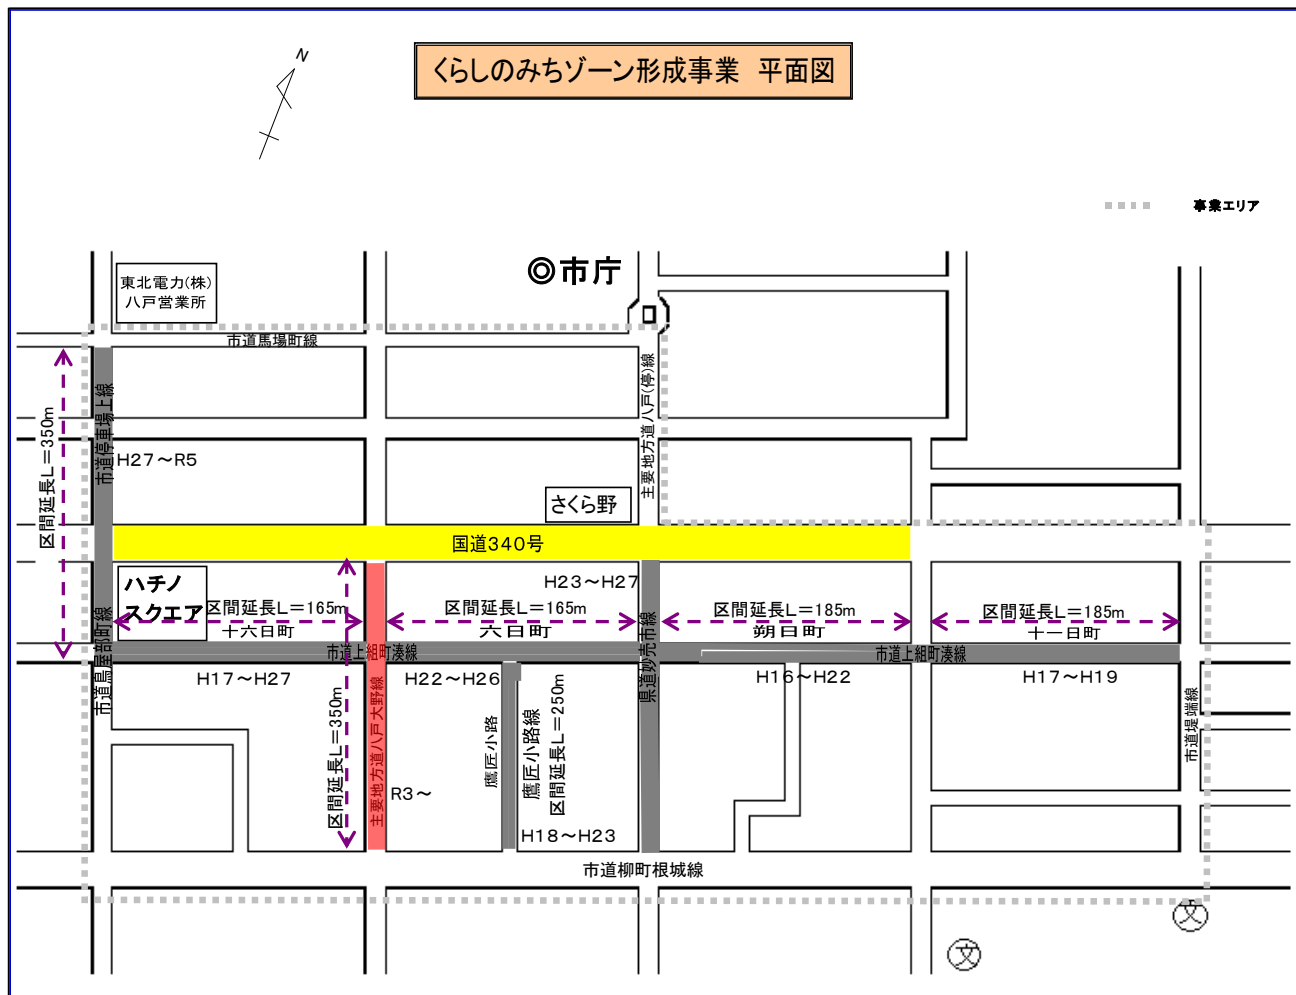 くらしのみちゾーン形成事業 平面図
N
事業エリア
東北電力(株)
八戸営業所
◎市庁
市道馬場町線
市道停車場上線
主要地方道八戸(停)線
区間延長L=350m
H27~R5
さくら野
国道340号
ハチノ
スクエア
H23~H27
区間延長L=165m
十六日町
区間延長L=165m
六日町
区間延長L=185m
朔日町
区間延長L=185m
十一日町
市道鳥屋部町線
市道上組町湊線
市道上組町湊線
県道妙売市線
H17~H27
H22~H26
H16~H22
H17~H19
区間延長L=350m
主要地方道八戸大野線
R3~
鷹匠小路
鷹匠小路線
区間延長L=250m
H18~H23
市道堤端線
市道柳町根城線
文
文